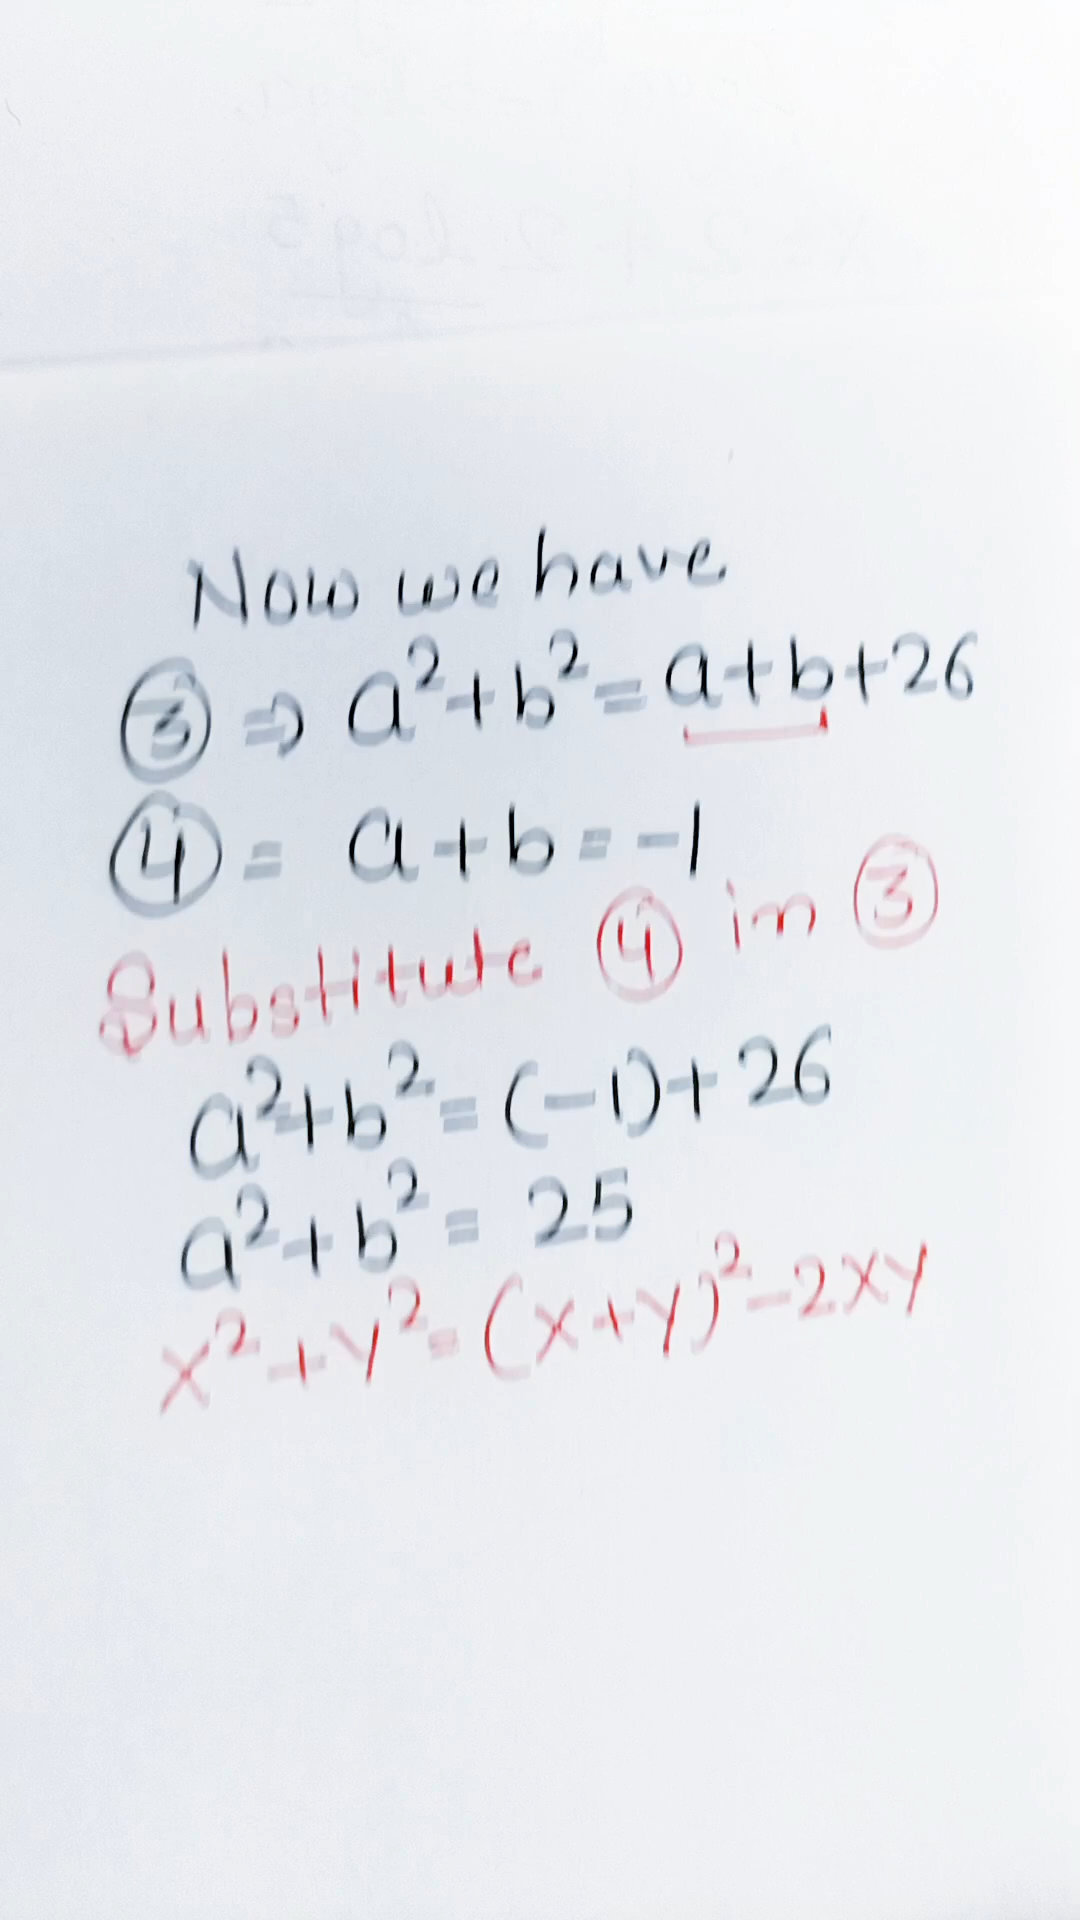 Now we have
③ ⇒ a²+b² = a+b+26
④ = a+b = -1
Substitute ④ in ③
a²+b² = (-1)+26
a²+b² = 25
x²+y² = (x+y)²-2xy